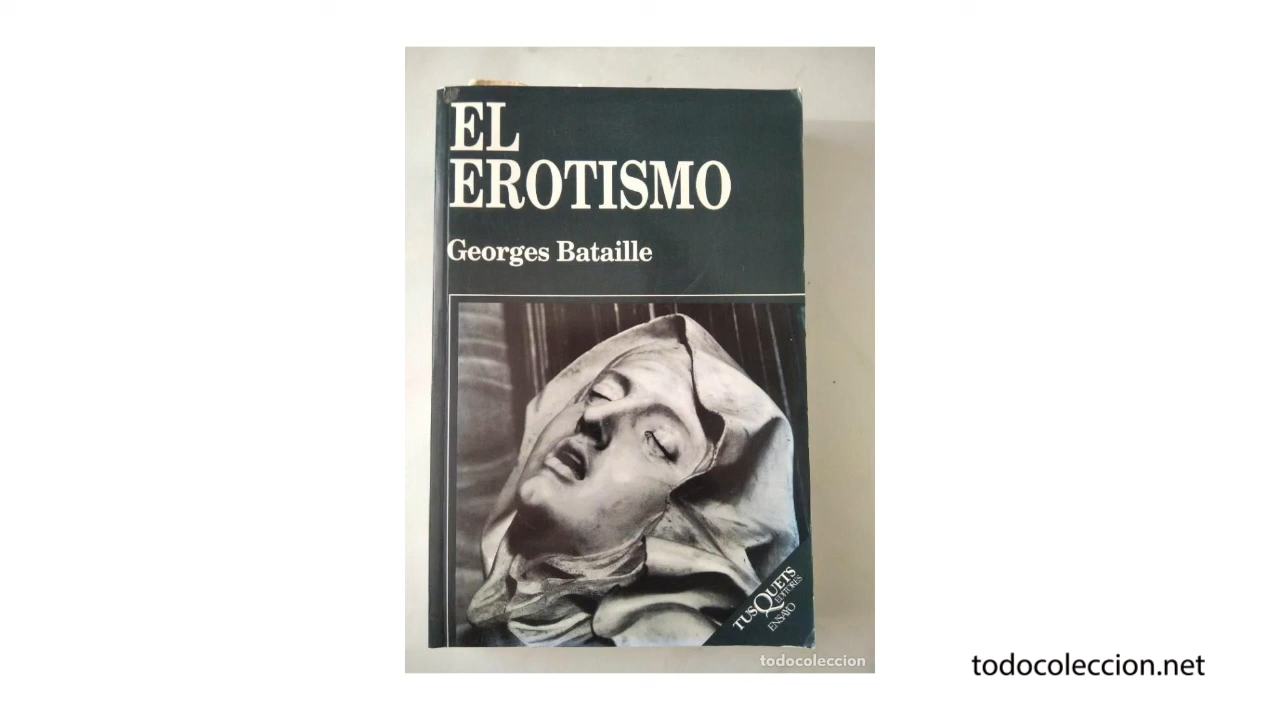 EL
EROTISMO
Georges Bataille
TUSQUETS
EDITORES
ENSAYO
todocoleccion
todocoleccion.net